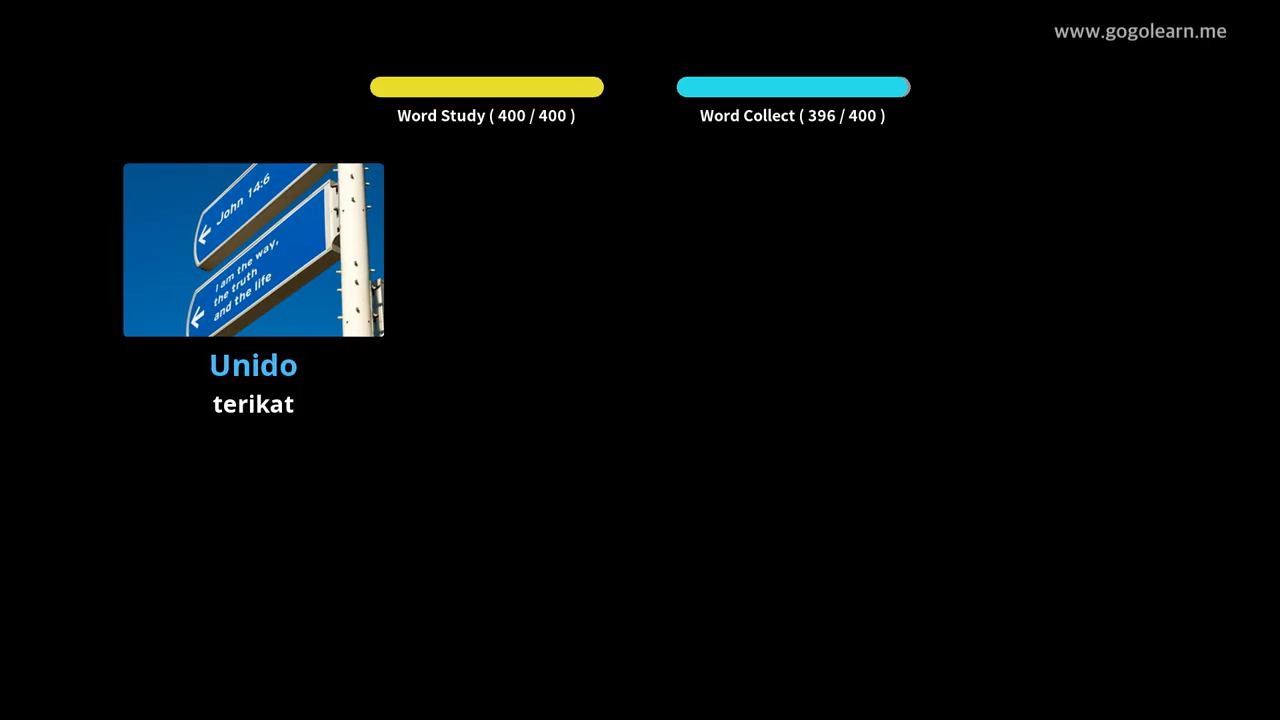 www.gogolearn.me
Word Study ( 400 / 400 )
Word Collect ( 396 / 400 )
John 14:6
I am the way,
the truth
and the life
Unido
terikat